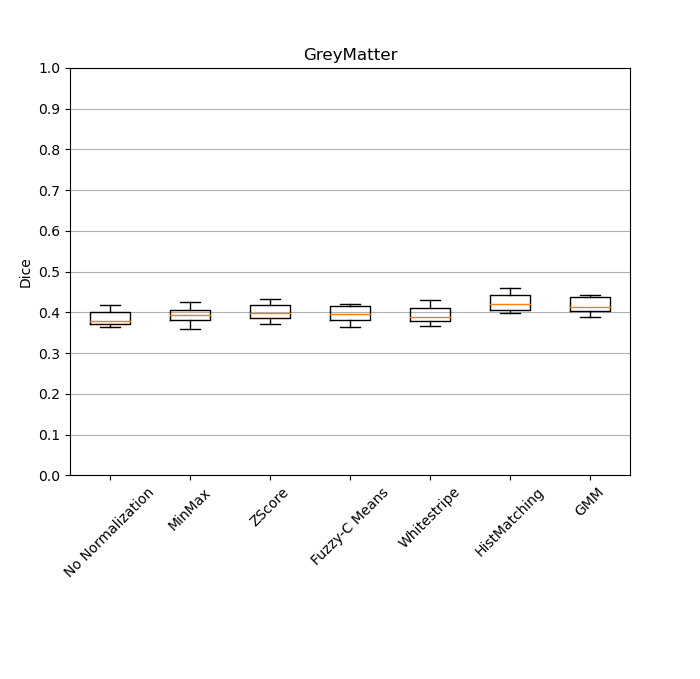 GreyMatter
1.0
0.9
0.8
0.7
0.6
0.5
0.4
0.3
0.2
0.1
0.0
Dice
No Normalization
MinMax
ZScore
Fuzzy-C Means
Whitestripe
HistMatching
GMM